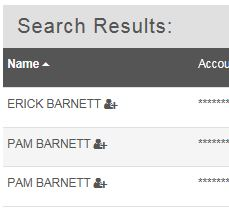 Search Results:
Name Accou
ERICK BARNETT ********
PAM BARNETT ********
PAM BARNETT ********